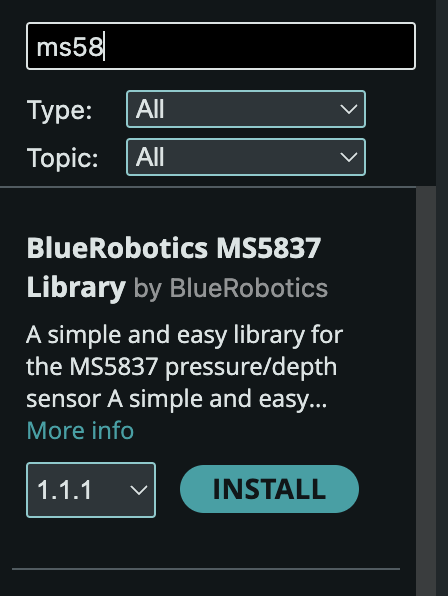 ms58
Type: All
Topic: All
BlueRobotics MS5837
Library by BlueRobotics
A simple and easy library for
the MS5837 pressure/depth
sensor A simple and easy...
More info
1.1.1 INSTALL